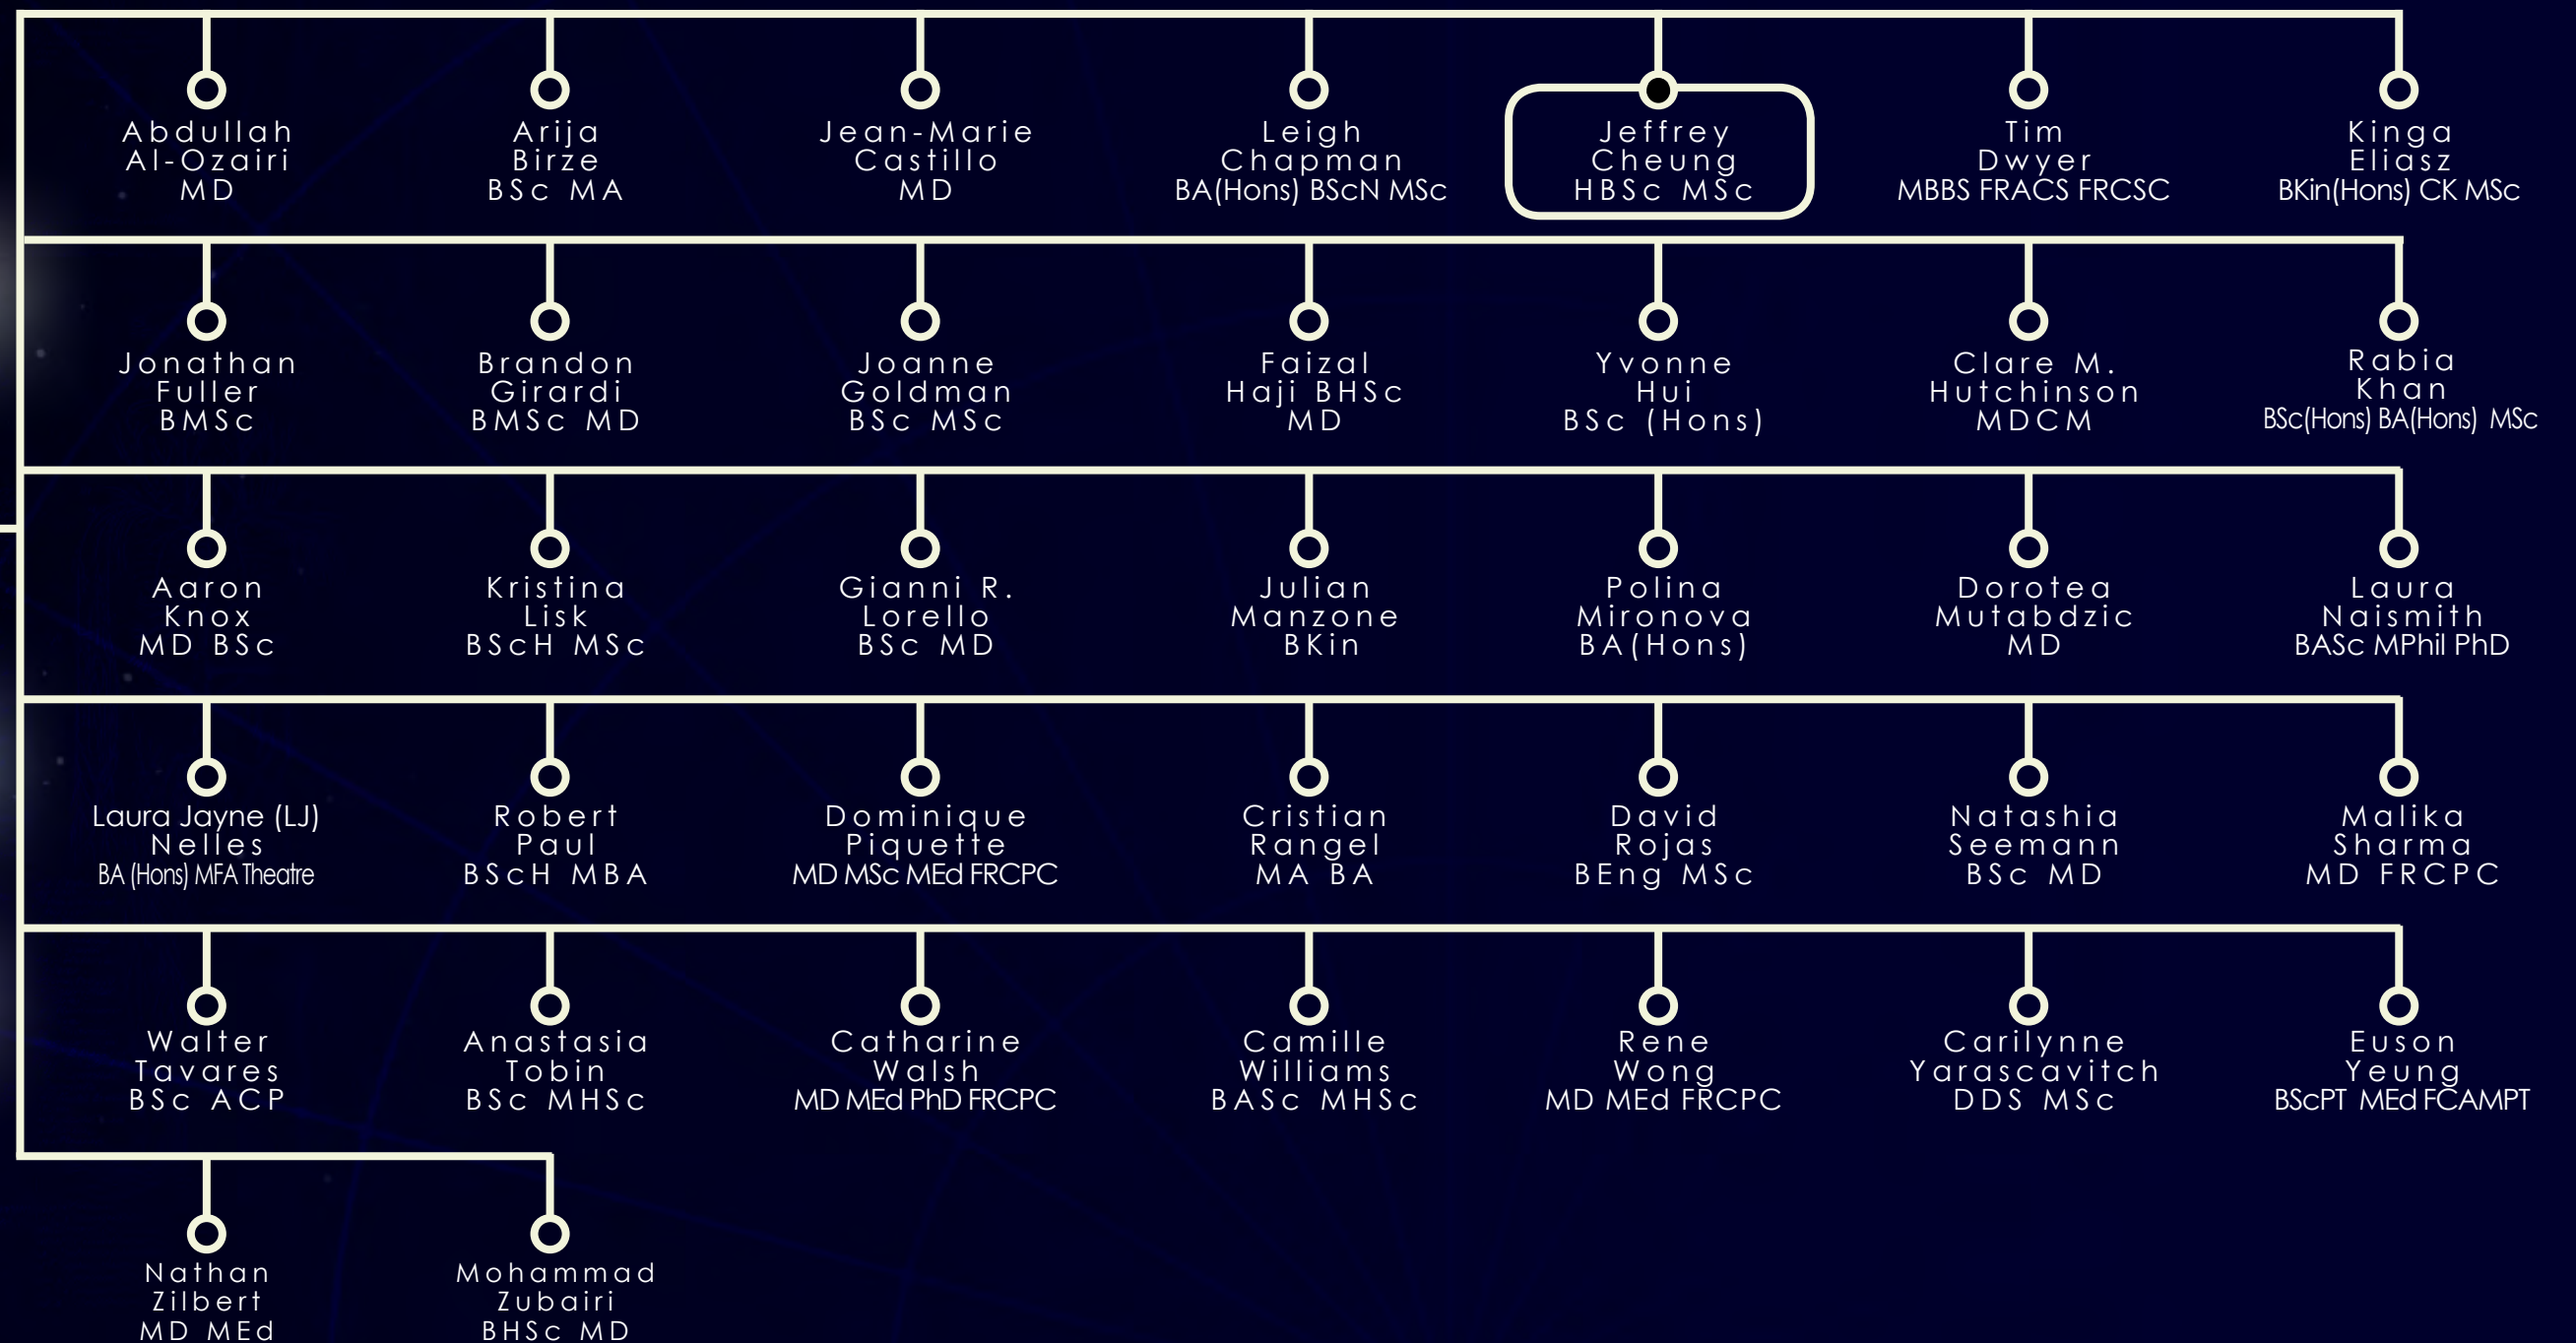 Abdullah
Al-Ozairi
MD
Arija
Birze
BSc MA
Jean-Marie
Castillo
MD
Leigh
Chapman
BA(Hons) BScN MSc
Jeffrey
Cheung
HBSc MSc
Tim
Dwyer
MBBS FRACS FRCSC
Kinga
Eliasz
BKin(Hons) CK MSc
Jonathan
Fuller
BMSc
Brandon
Girardi
BMSc MD
Joanne
Goldman
BSc MSc
Faizal
Haji BHSc
MD
Yvonne
Hui
BSc (Hons)
Clare M.
Hutchinson
MDCM
Rabia
Khan
BSc(Hons) BA(Hons) MSc
Aaron
Knox
MD BSc
Kristina
Lisk
BScH MSc
Gianni R.
Lorello
BSc MD
Julian
Manzone
BKin
Polina
Mironova
BA(Hons)
Dorotea
Mutabdzic
MD
Laura
Naismith
BASc MPhil PhD
Laura Jayne (LJ)
Nelles
BA (Hons) MFA Theatre
Robert
Paul
BScH MBA
Dominique
Piquette
MD MSc MEd FRCPC
Cristian
Rangel
MA BA
David
Rojas
BEng MSc
Natashia
Seemann
BSc MD
Malika
Sharma
MD FRCPC
Walter
Tavares
BSc ACP
Anastasia
Tobin
BSc MHSc
Catharine
Walsh
MD MEd PhD FRCPC
Camille
Williams
BASc MHSc
Rene
Wong
MD MEd FRCPC
Carilynne
Yarascavitch
DDS MSc
Euson
Yeung
BScPT MEd FCAMPT
Nathan
Zilbert
MD MEd
Mohammad
Zubairi
BHSc MD